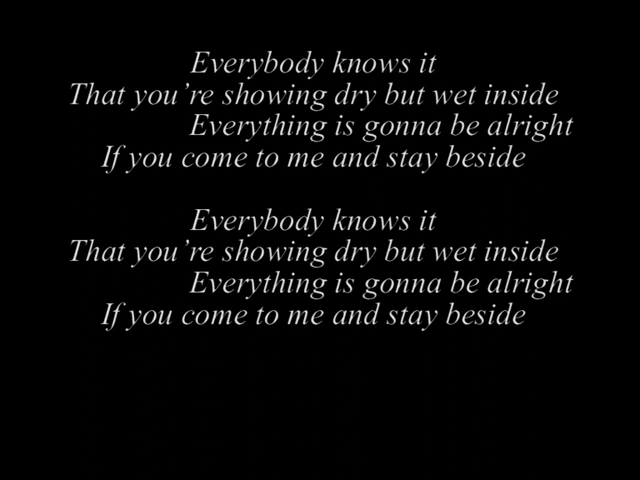 Everybody knows it
That you’re showing dry but wet inside
Everything is gonna be alright
If you come to me and stay beside
Everybody knows it
That you’re showing dry but wet inside
Everything is gonna be alright
If you come to me and stay beside